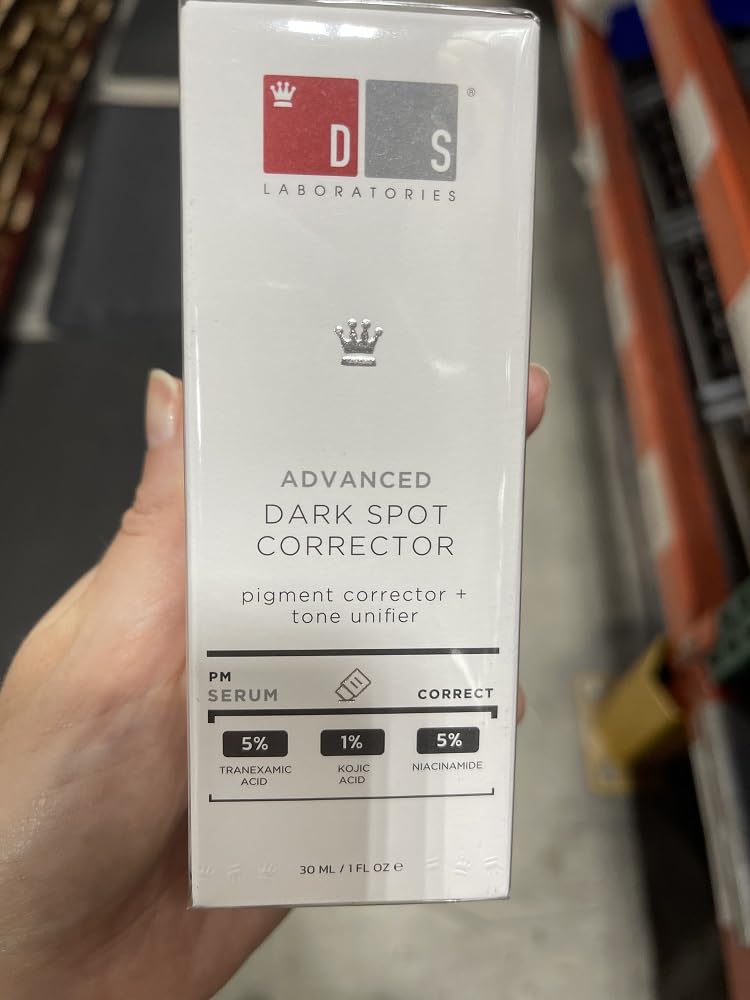 D S ®
LABORATORIES
ADVANCED
DARK SPOT
CORRECTOR
pigment corrector +
tone unifier
PM
SERUM
CORRECT
5% 1% 5%
TRANEXAMIC KOJIC NIACINAMIDE
ACID ACID
30 ML / 1 FL OZ ℮